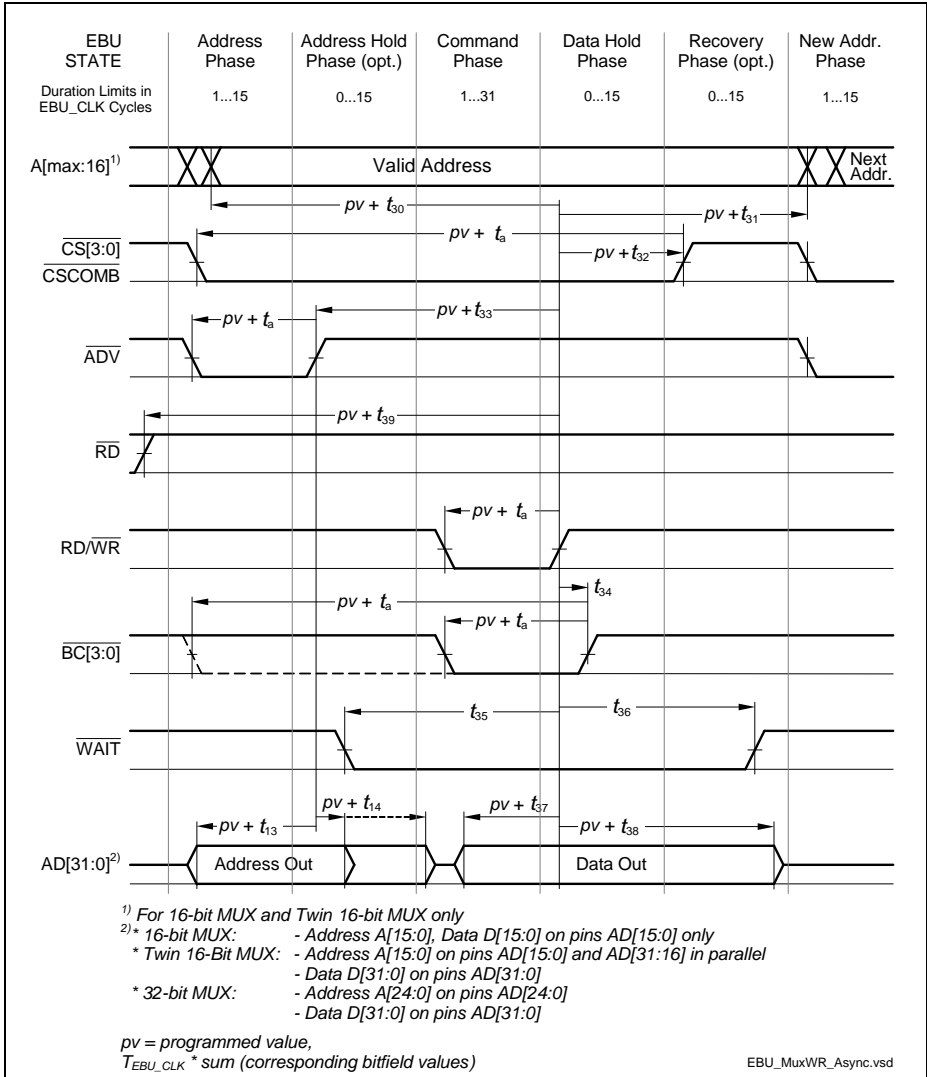 EBU STATE
Address Phase
Address Hold Phase (opt.)
Command Phase
Data Hold Phase
Recovery Phase (opt.)
New Addr. Phase
Duration Limits in EBU_CLK Cycles
1...15
0...15
1...31
0...15
0...15
1...15
A[max:16]1)
Valid Address
Next Addr.
pv + t30
pv + t31
pv + ta
pv + t32
CS[3:0]
CSCOMB
pv + ta
pv + t33
ADV
pv + t39
RD
pv + ta
RD/WR
t34
pv + ta
pv + ta
BC[3:0]
t35
t36
WAIT
pv + t14
pv + t37
pv + t13
pv + t38
AD[31:0]2)
Address Out
Data Out
1) For 16-bit MUX and Twin 16-bit MUX only
2)* 16-bit MUX: - Address A[15:0], Data D[15:0] on pins AD[15:0] only
* Twin 16-Bit MUX: - Address A[15:0] on pins AD[15:0] and AD[31:16] in parallel
- Data D[31:0] on pins AD[31:0]
* 32-bit MUX: - Address A[24:0] on pins AD[24:0]
- Data D[31:0] on pins AD[31:0]
pv = programmed value,
TEBU_CLK * sum (corresponding bitfield values)
EBU_MuxWR_Async.vsd